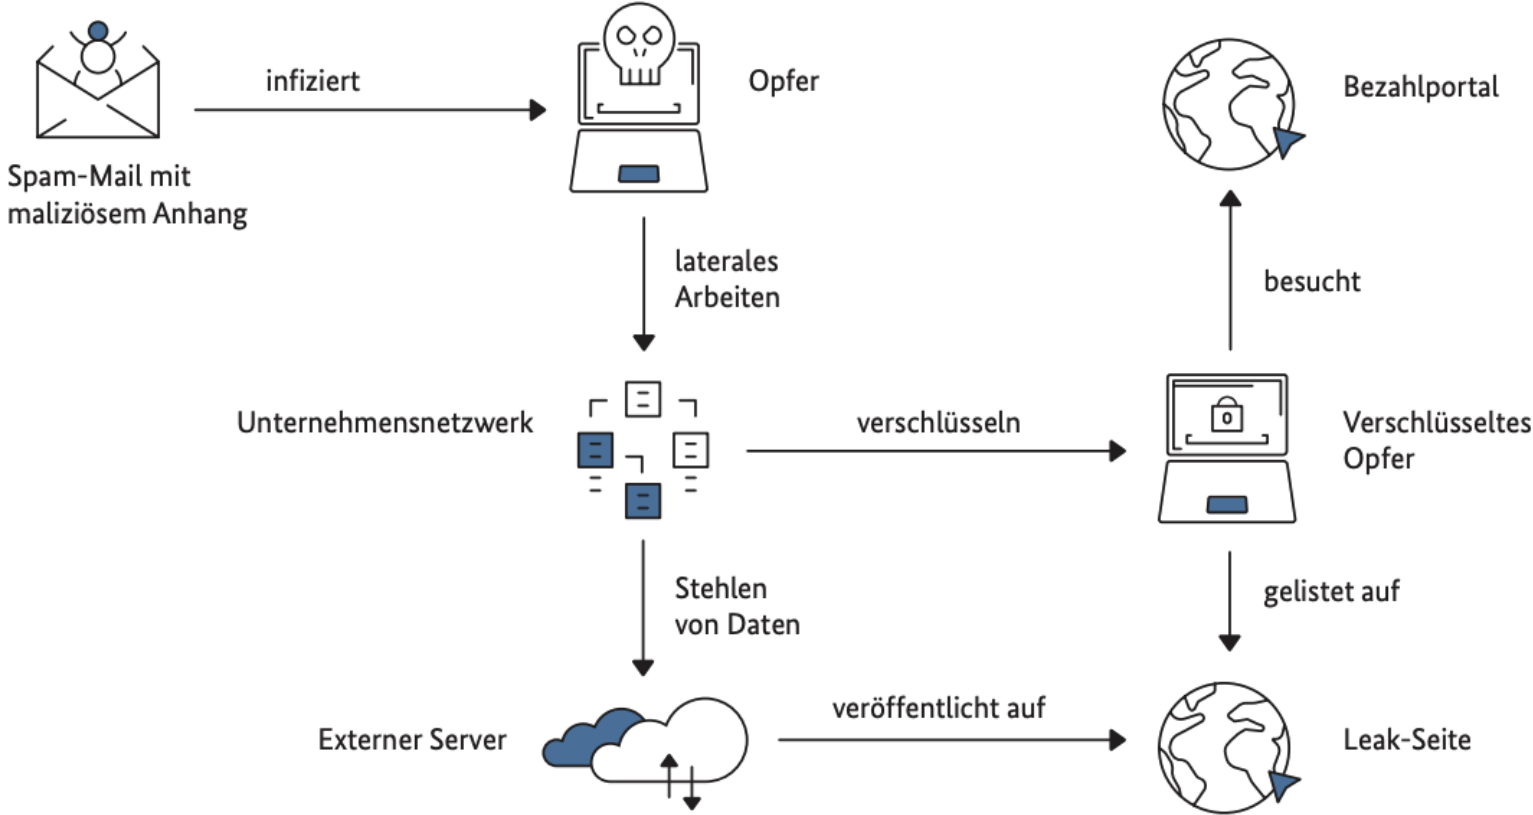 infiziert
Opfer
Bezahlportal
Spam-Mail mit
maliziösem Anhang
laterales
Arbeiten
besucht
Unternehmensnetzwerk
verschlüsseln
Verschlüsseltes
Opfer
Stehlen
von Daten
gelistet auf
Externer Server
veröffentlicht auf
Leak-Seite